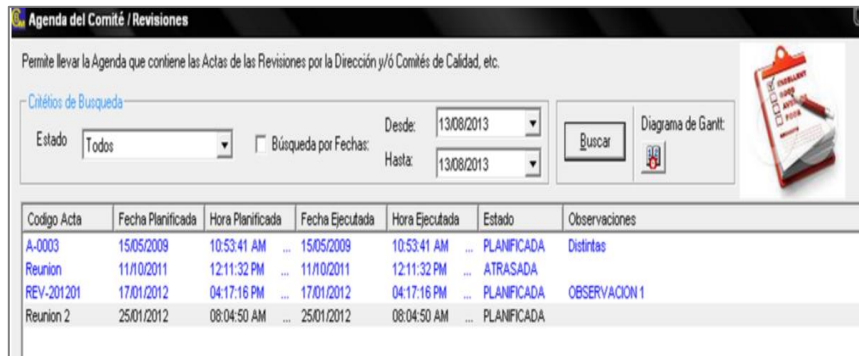 Agenda del Comité / Revisiones
Permite llevar la Agenda que contiene las Actas de las Revisiones por la Dirección y/ó Comités de Calidad, etc.
Critétios de Busqueda
Estado Todos Búsqueda por Fechas: Desde: 13/08/2013 Hasta: 13/08/2013 Buscar Diagrama de Gantt:
EXCELLENT
GOOD
POOR
Codigo Acta Fecha Planificada Hora Planificada Fecha Ejecutada Hora Ejecutada Estado Observaciones
A-0003 15/05/2009 10:53:41 AM ... 15/05/2009 10:53:41 AM ... PLANIFICADA Distintas
Reunion 11/10/2011 12:11:32 PM ... 11/10/2011 12:11:32 PM ... ATRASADA
REV-201201 17/01/2012 04:17:16 PM ... 17/01/2012 04:17:16 PM ... PLANIFICADA OBSERVACION 1
Reunion 2 25/01/2012 08:04:50 AM ... 25/01/2012 08:04:50 AM ... PLANIFICADA